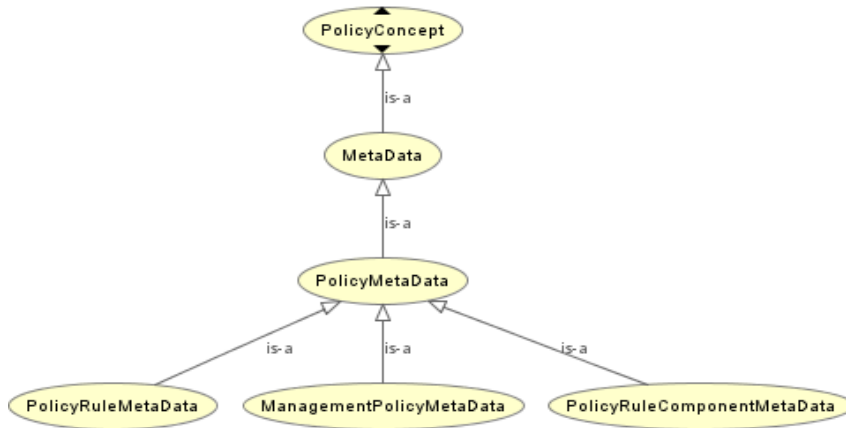 PolicyConcept
is-a
MetaData
is-a
PolicyMetaData
is-a
is-a
is-a
PolicyRuleMetaData
ManagementPolicyMetaData
PolicyRuleComponentMetaData